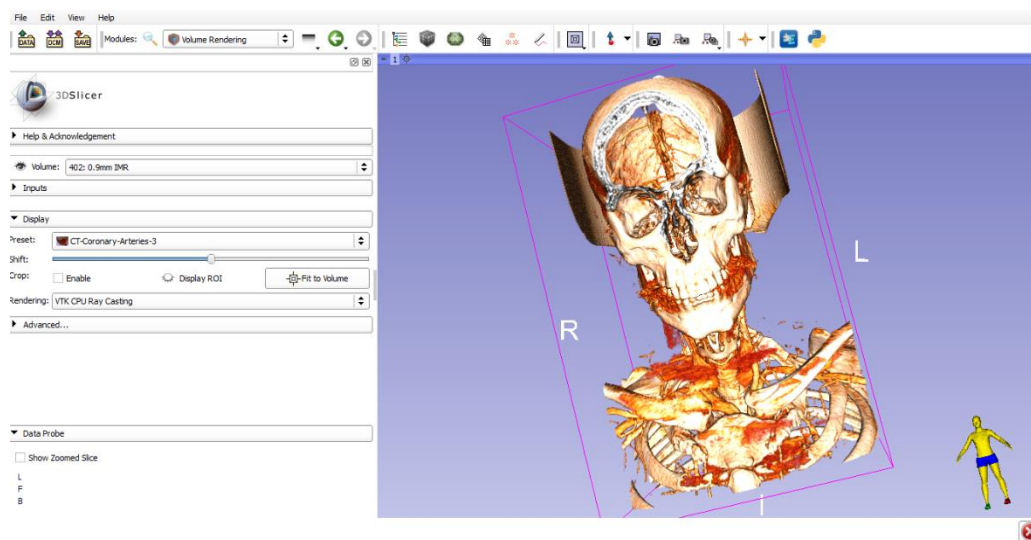 File Edit View Help
DATA DCM SAVE Modules: Volume Rendering
1
3DSlicer
Help & Acknowledgement
Volume: 402: 0.9mm IMR
Inputs
Display
Preset: CT-Coronary-Arteries-3
Shift:
Crop: Enable Display ROI Fit to Volume
Rendering: VTK CPU Ray Casting
Advanced...
L
R
I
Data Probe
Show Zoomed Slice
L
F
B